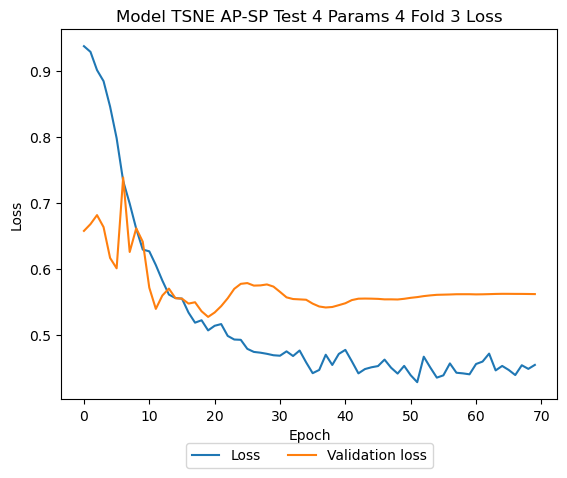 Model TSNE AP-SP Test 4 Params 4 Fold 3 Loss
0.9
0.8
0.7
0.6
0.5
Loss
0 10 20 30 40 50 60 70
Epoch
Loss Validation loss